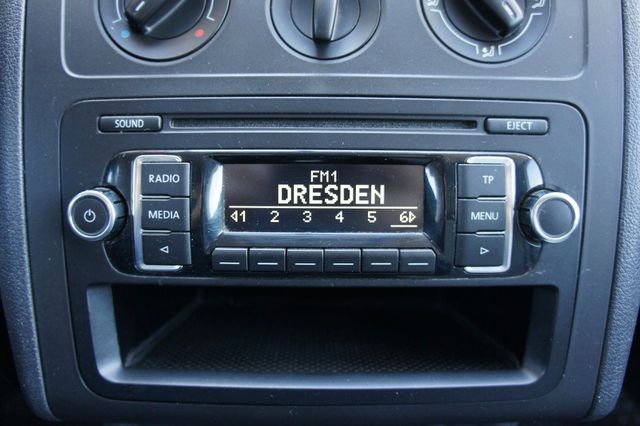 SOUND
EJECT
RADIO
FM1
TP
DRESDEN
MEDIA
1 2 3 4 5 6
MENU